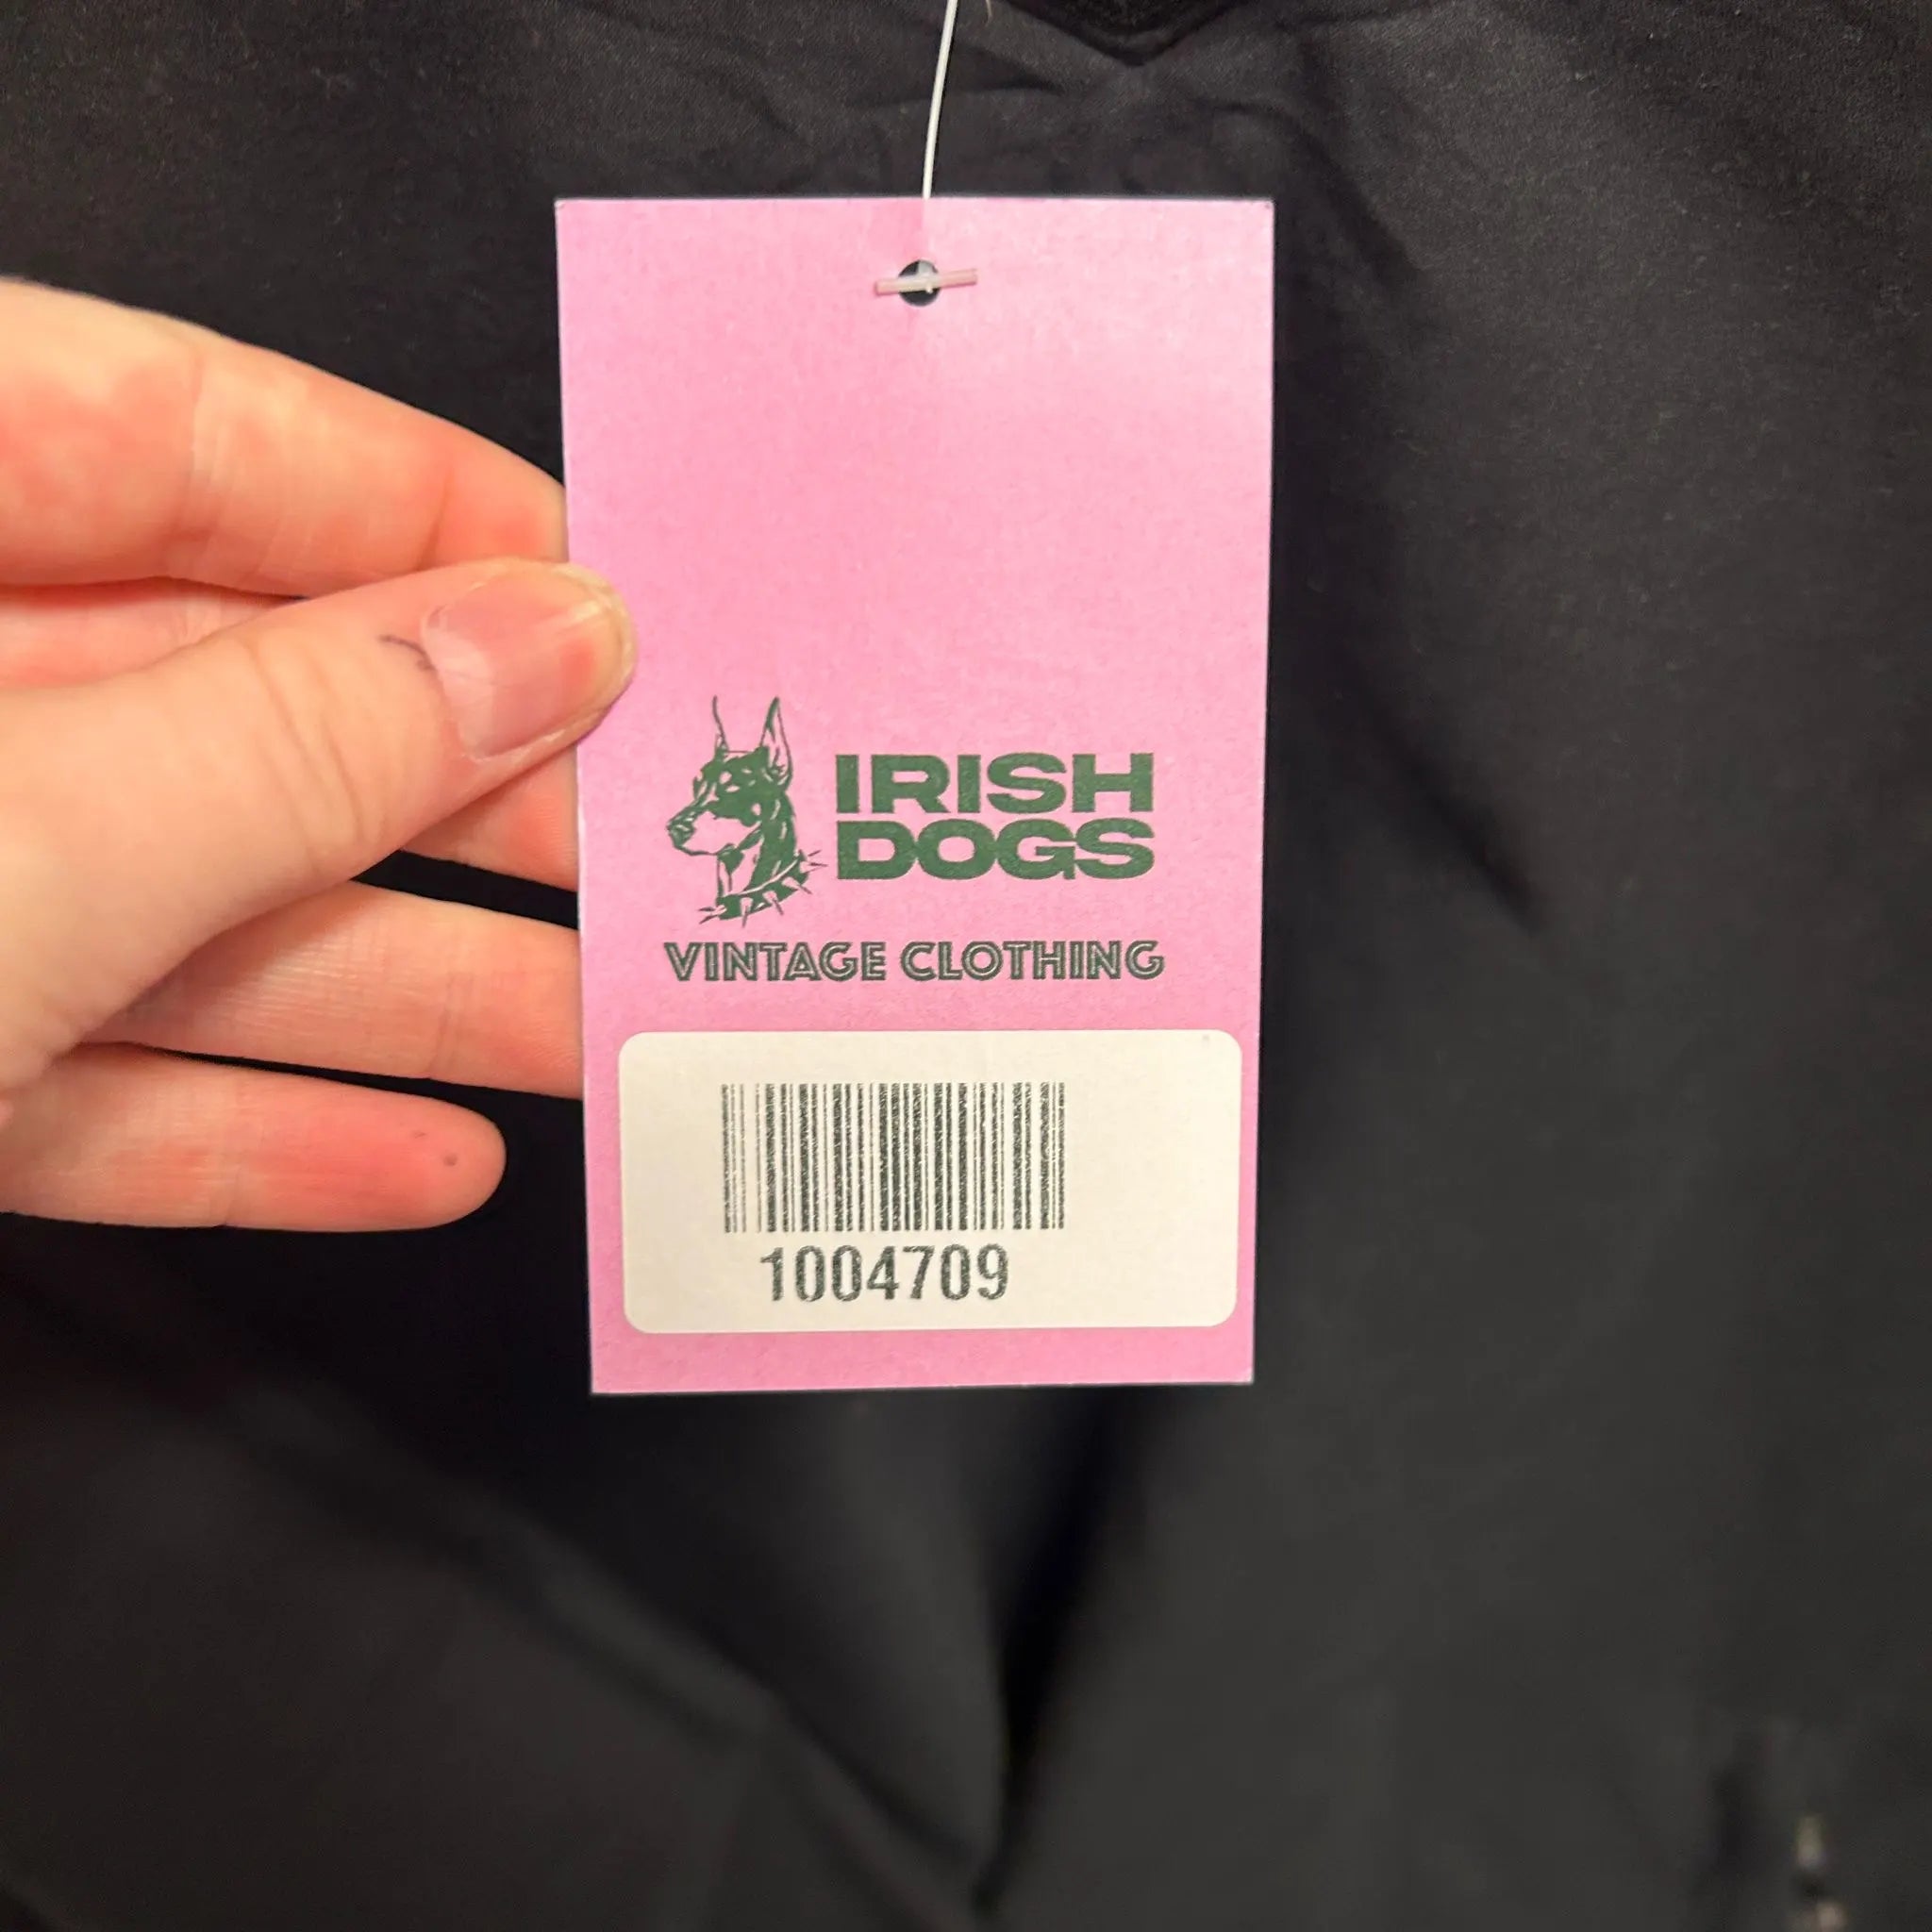 IRISH
DOGS
VINTAGE CLOTHING
1004709